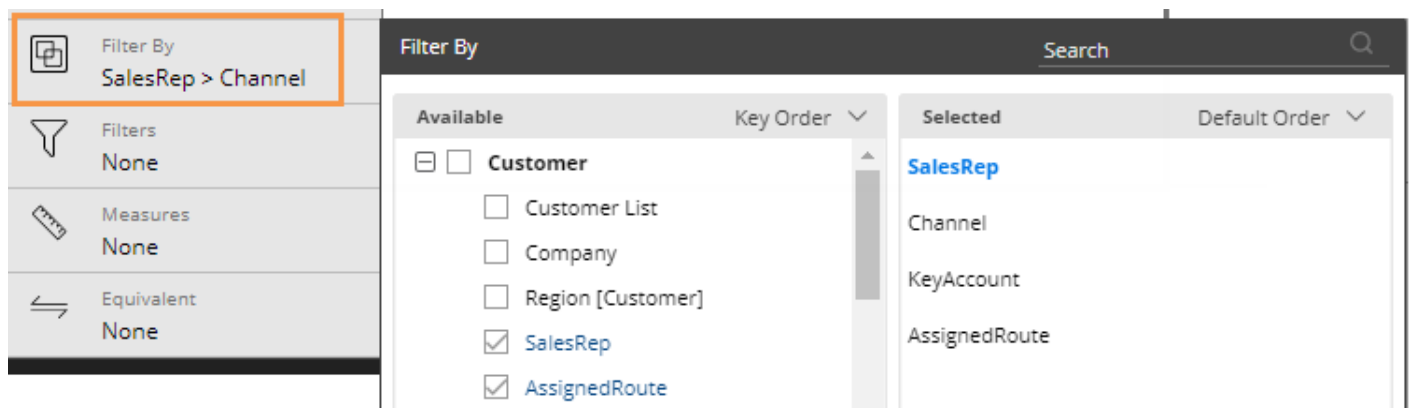 Filter By
SalesRep > Channel
Filters
None
Measures
None
Equivalent
None
Filter By
Search
Available
Key Order
Customer
Customer List
Company
Region [Customer]
SalesRep
AssignedRoute
Selected
Default Order
SalesRep
Channel
KeyAccount
AssignedRoute